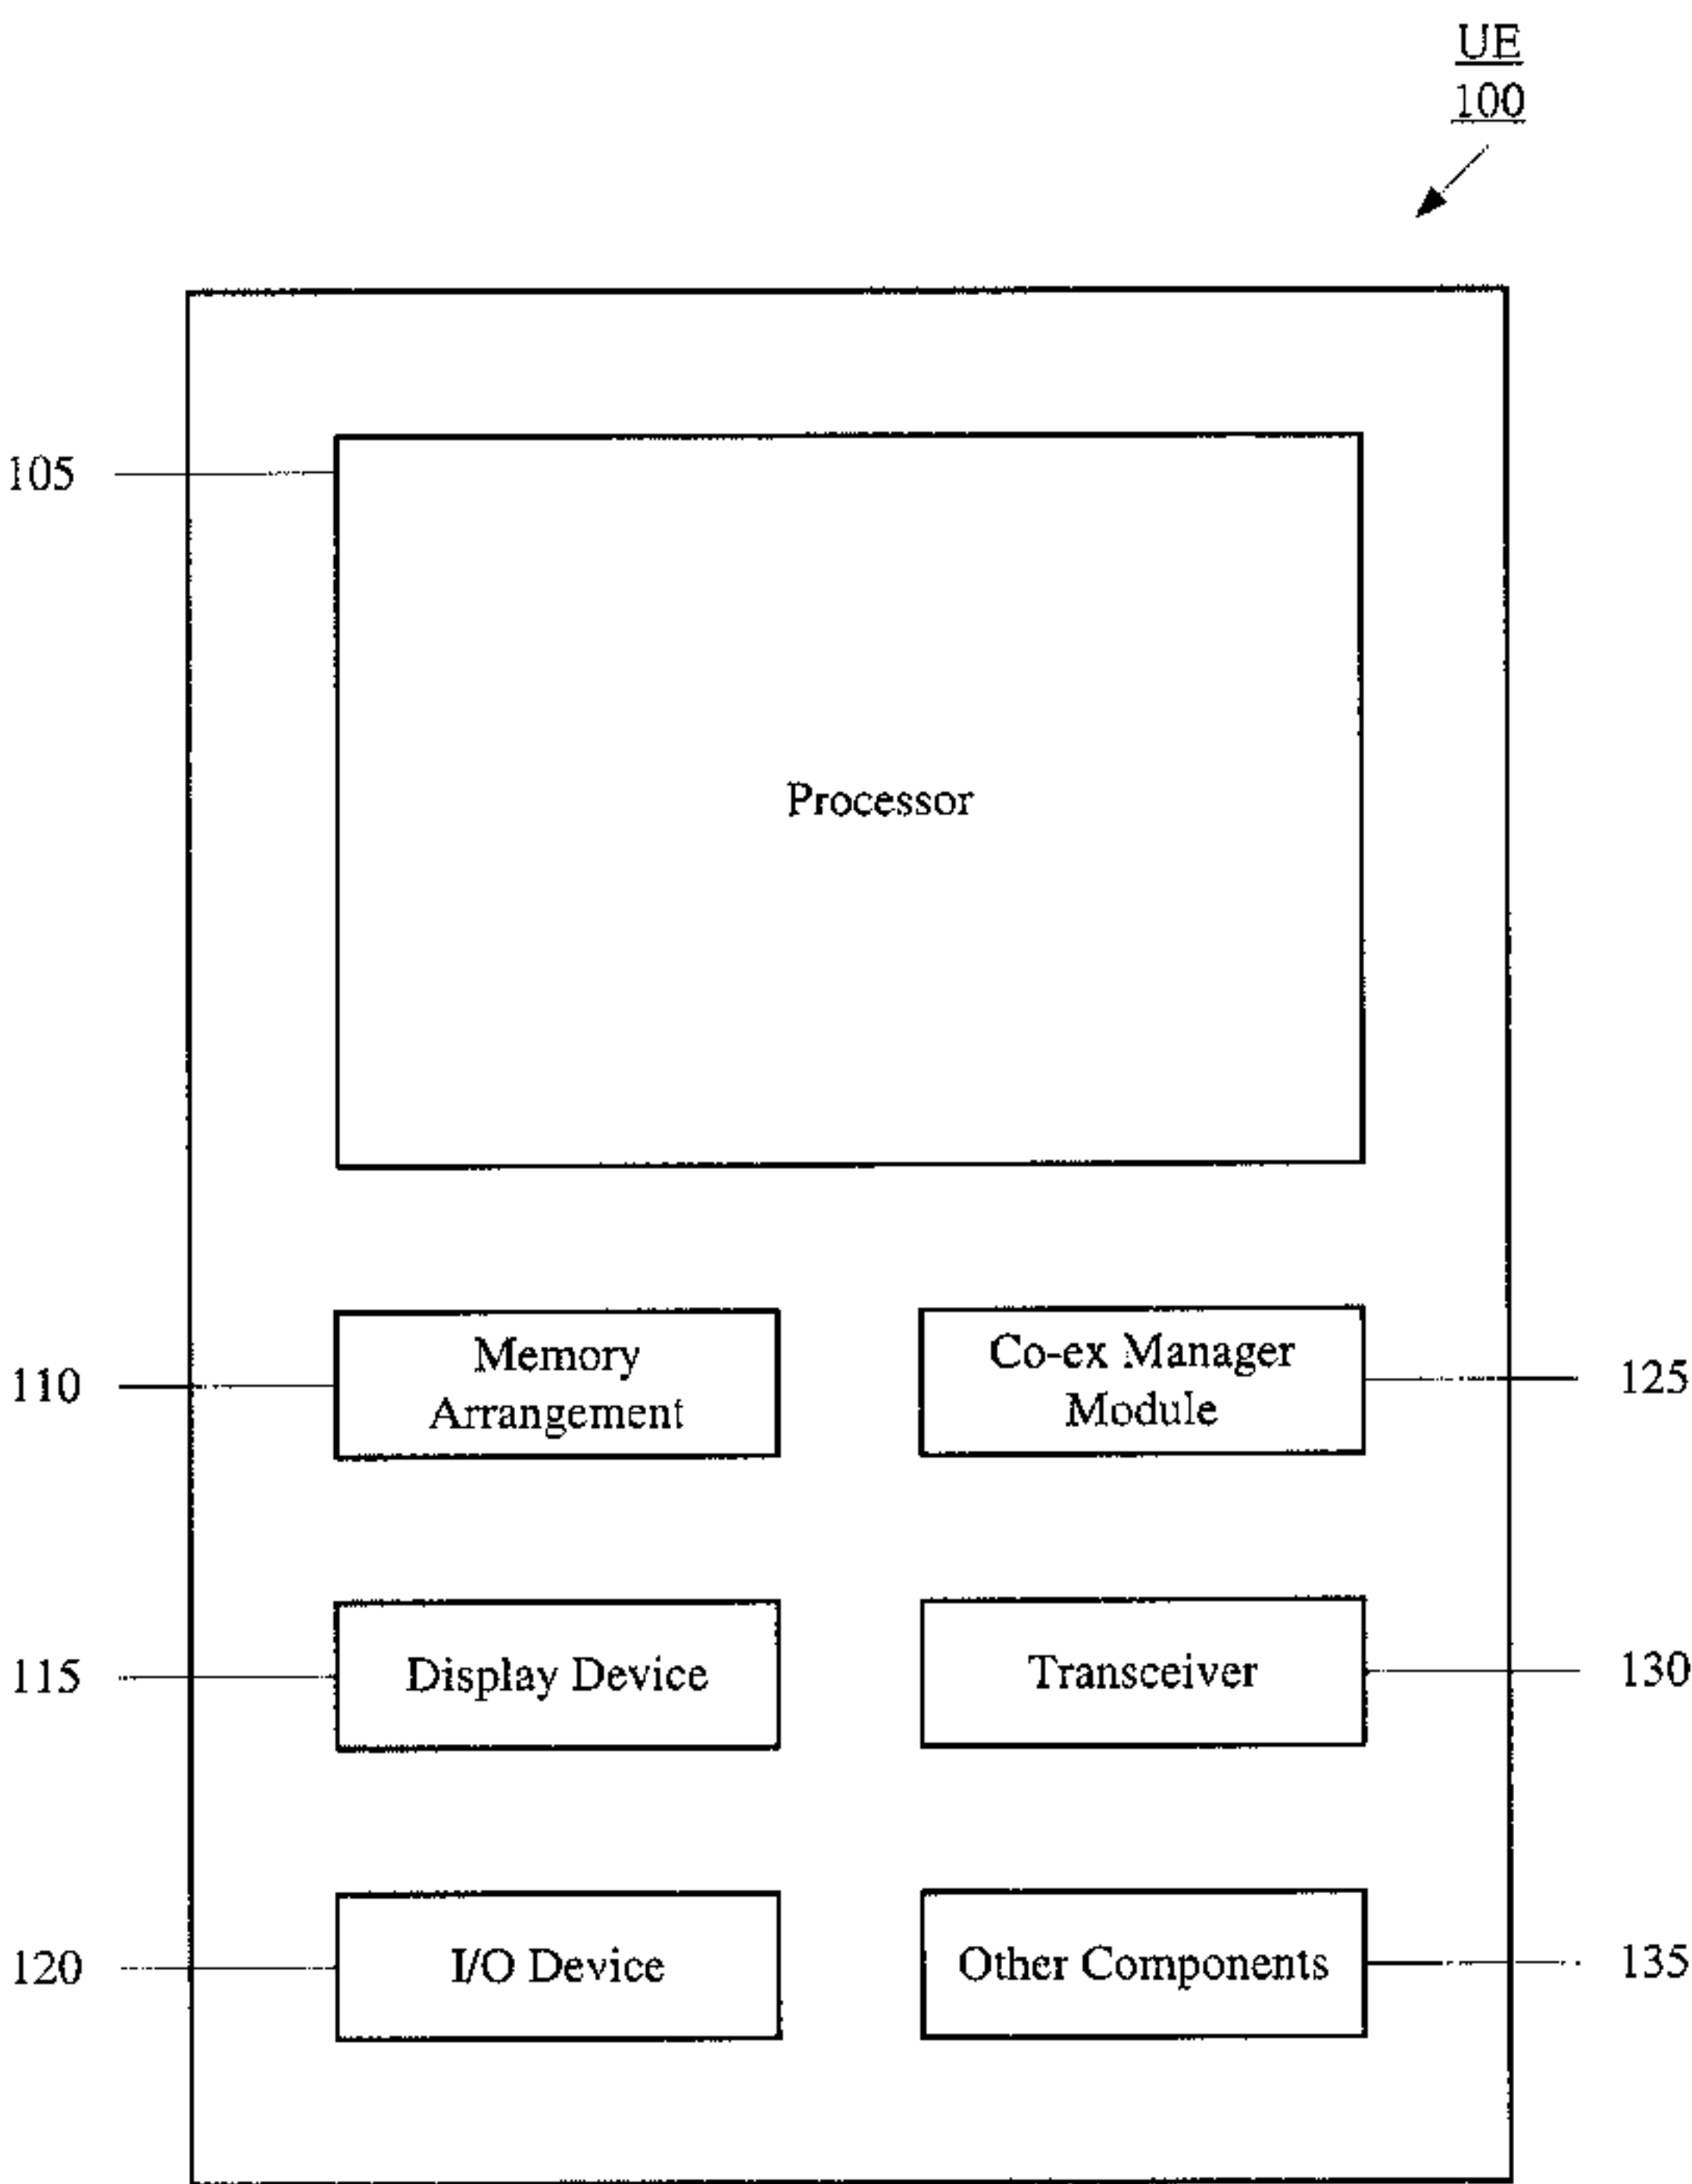 UE
100
105
Processor
110
Memory
Arrangement
Co-ex Manager
Module
125
115
Display Device
Transceiver
130
120
I/O Device
Other Components
135